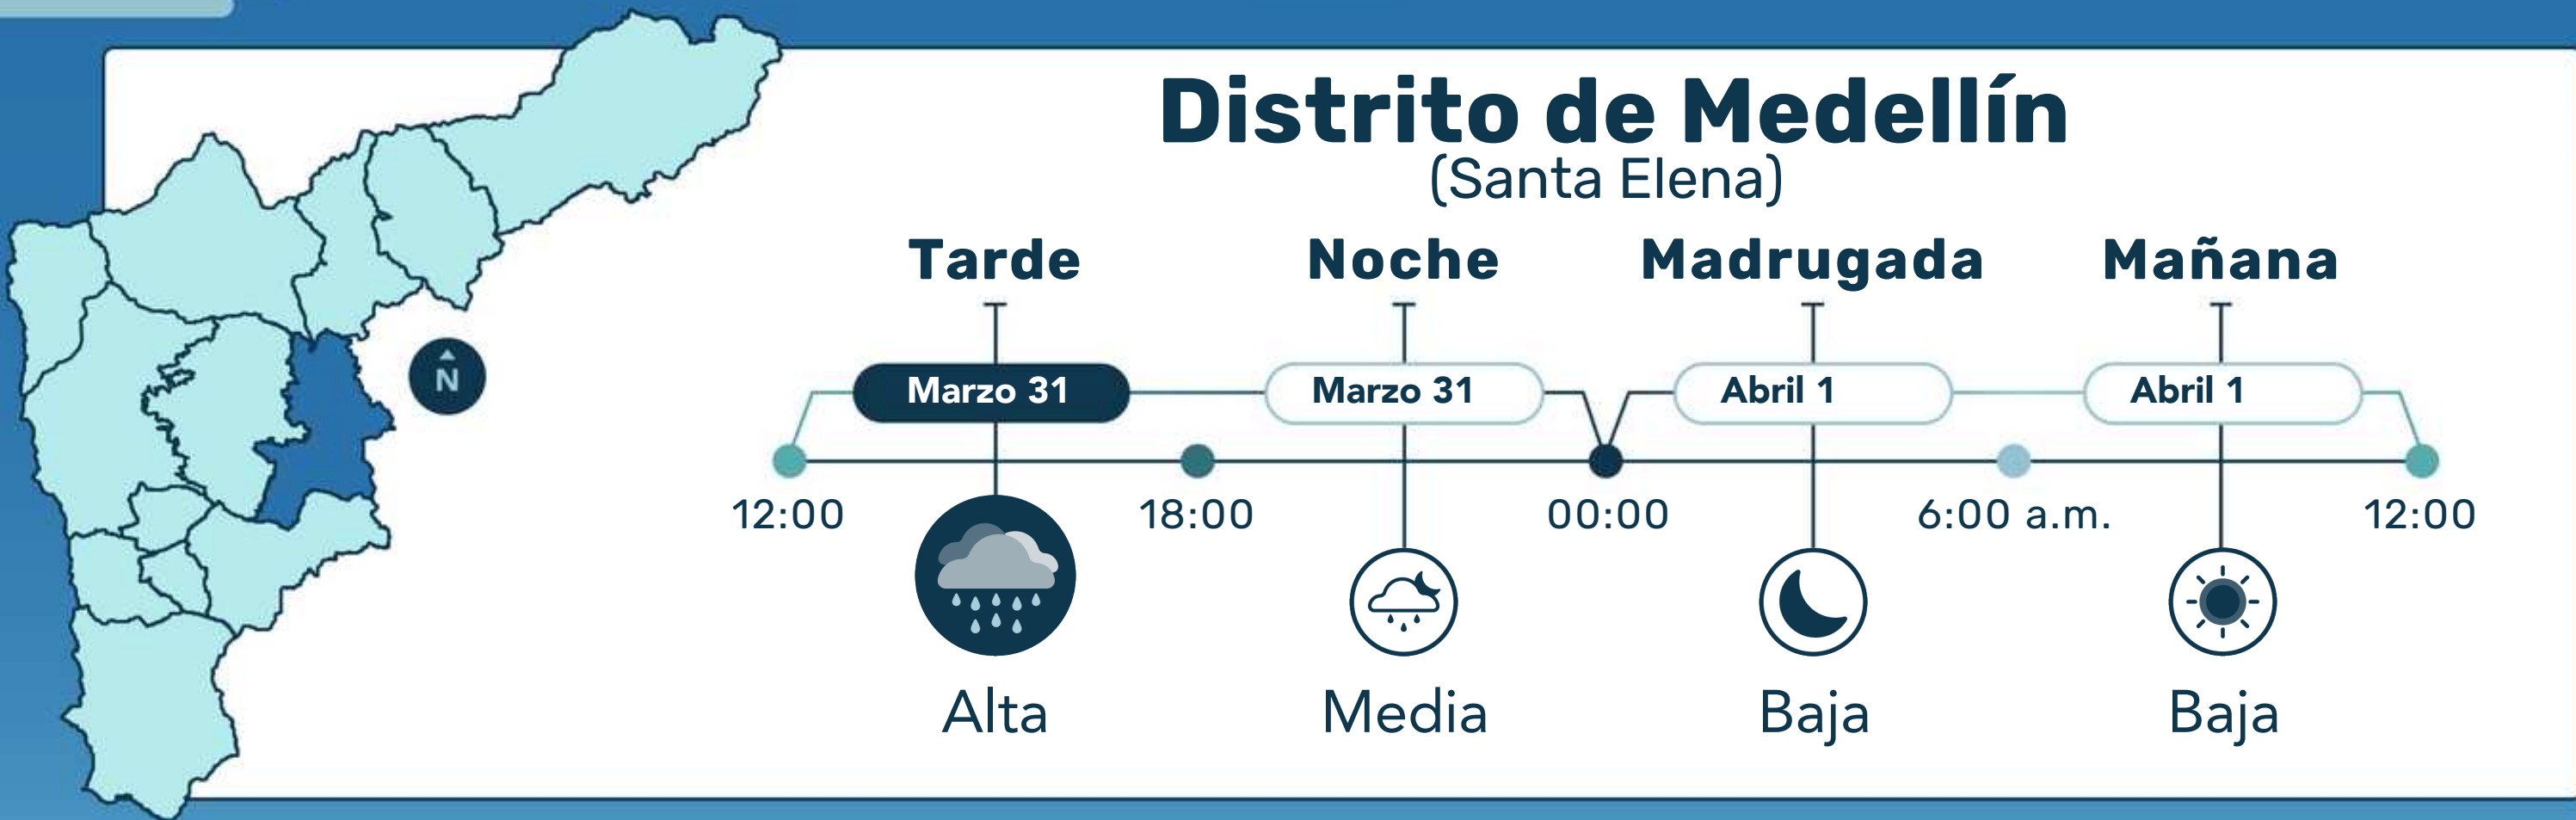 Distrito de Medellín
(Santa Elena)
Tarde Noche Madrugada Mañana
N
Marzo 31 Marzo 31 Abril 1 Abril 1
12:00 18:00 00:00 6:00 a.m. 12:00
Alta Media Baja Baja